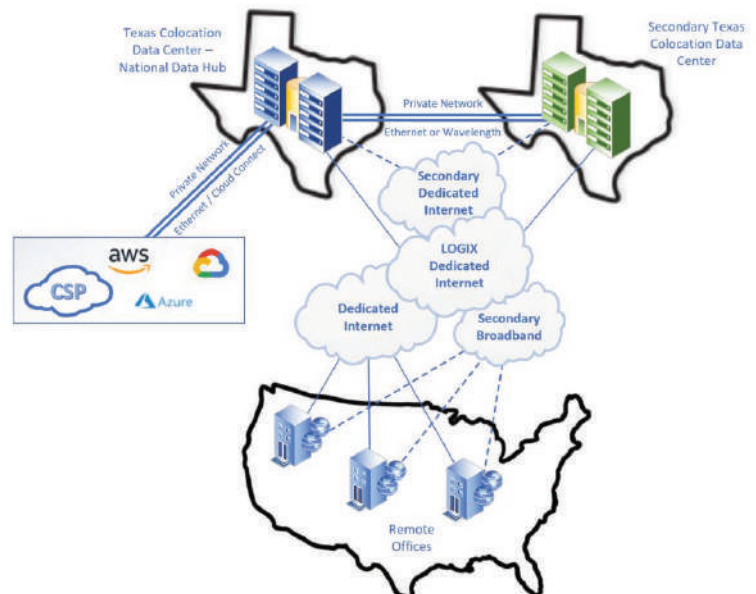 Texas Colocation
Data Center –
National Data Hub
Secondary Texas
Colocation Data
Center
Private Network
Ethernet or Wavelength
Private Network
Ethernet / Cloud Connect
Secondary
Dedicated
Internet
LOGIX
Dedicated
Internet
aws
CSP
Azure
Dedicated
Internet
Secondary
Broadband
Remote
Offices